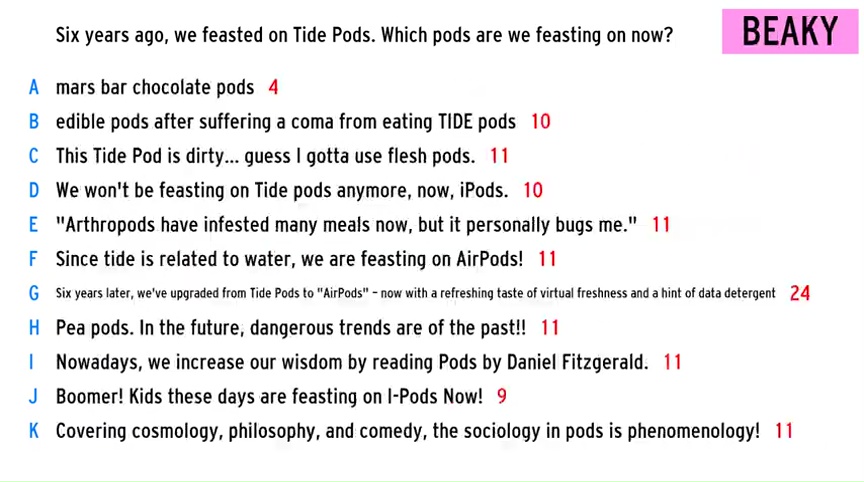 Six years ago, we feasted on Tide Pods. Which pods are we feasting on now?
BEAKY
A mars bar chocolate pods 4
B edible pods after suffering a coma from eating TIDE pods 10
C This Tide Pod is dirty... guess I gotta use flesh pods. 11
D We won't be feasting on Tide pods anymore, now, iPods. 10
E "Arthropods have infested many meals now, but it personally bugs me." 11
F Since tide is related to water, we are feasting on AirPods! 11
G Six years later, we've upgraded from Tide Pods to "AirPods" – now with a refreshing taste of virtual freshness and a hint of data detergent 24
H Pea pods. In the future, dangerous trends are of the past!! 11
I Nowadays, we increase our wisdom by reading Pods by Daniel Fitzgerald. 11
J Boomer! Kids these days are feasting on I-Pods Now! 9
K Covering cosmology, philosophy, and comedy, the sociology in pods is phenomenology! 11